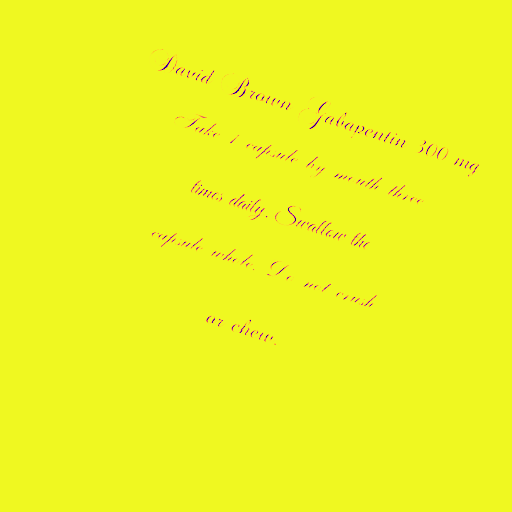 David Brown Gabapentin 300 mg
Take 1 capsule by mouth three
times daily. Swallow the
capsule whole. Do not crush
or chew.